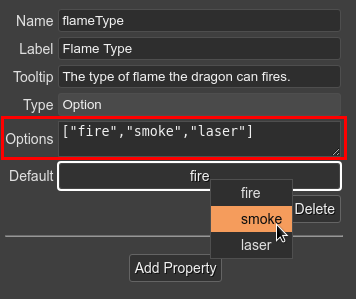 Name flameType
Label Flame Type
Tooltip The type of flame the dragon can fires.
Type Option
Options ["fire","smoke","laser"]
Default fire
fire
smoke
Delete
laser
Add Property